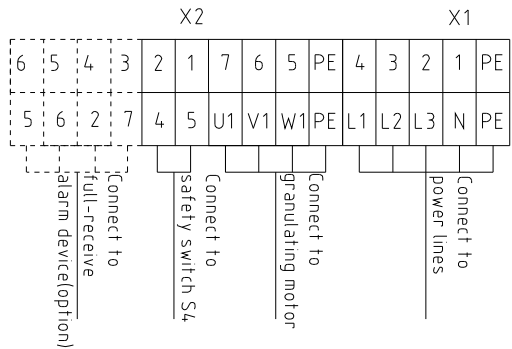 X2 X1
6 5 4 3 2 1 7 6 5 PE 4 3 2 1 PE
5 6 2 7 4 5 U1 V1 W1 PE L1 L2 L3 N PE
Connect to
full-receive
alarm device(option)
Connect to
safety switch S4
Connect to
granulating motor
Connect to
power lines